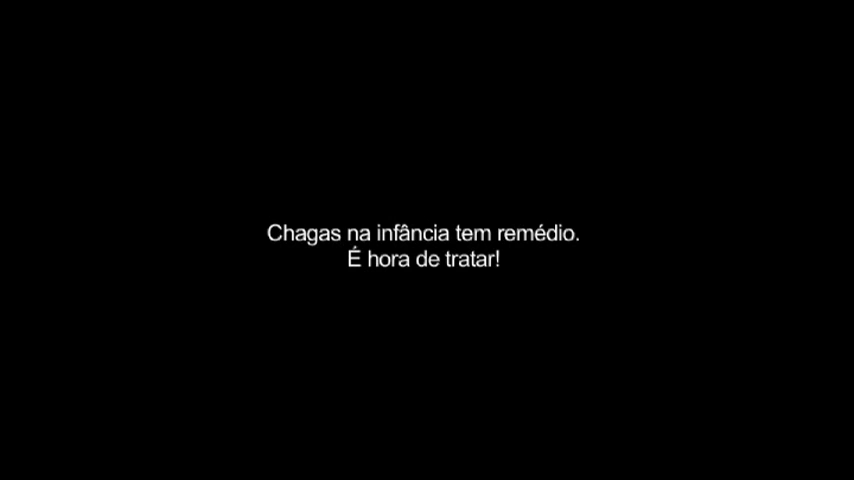 Chagas na infância tem remédio.
É hora de tratar!